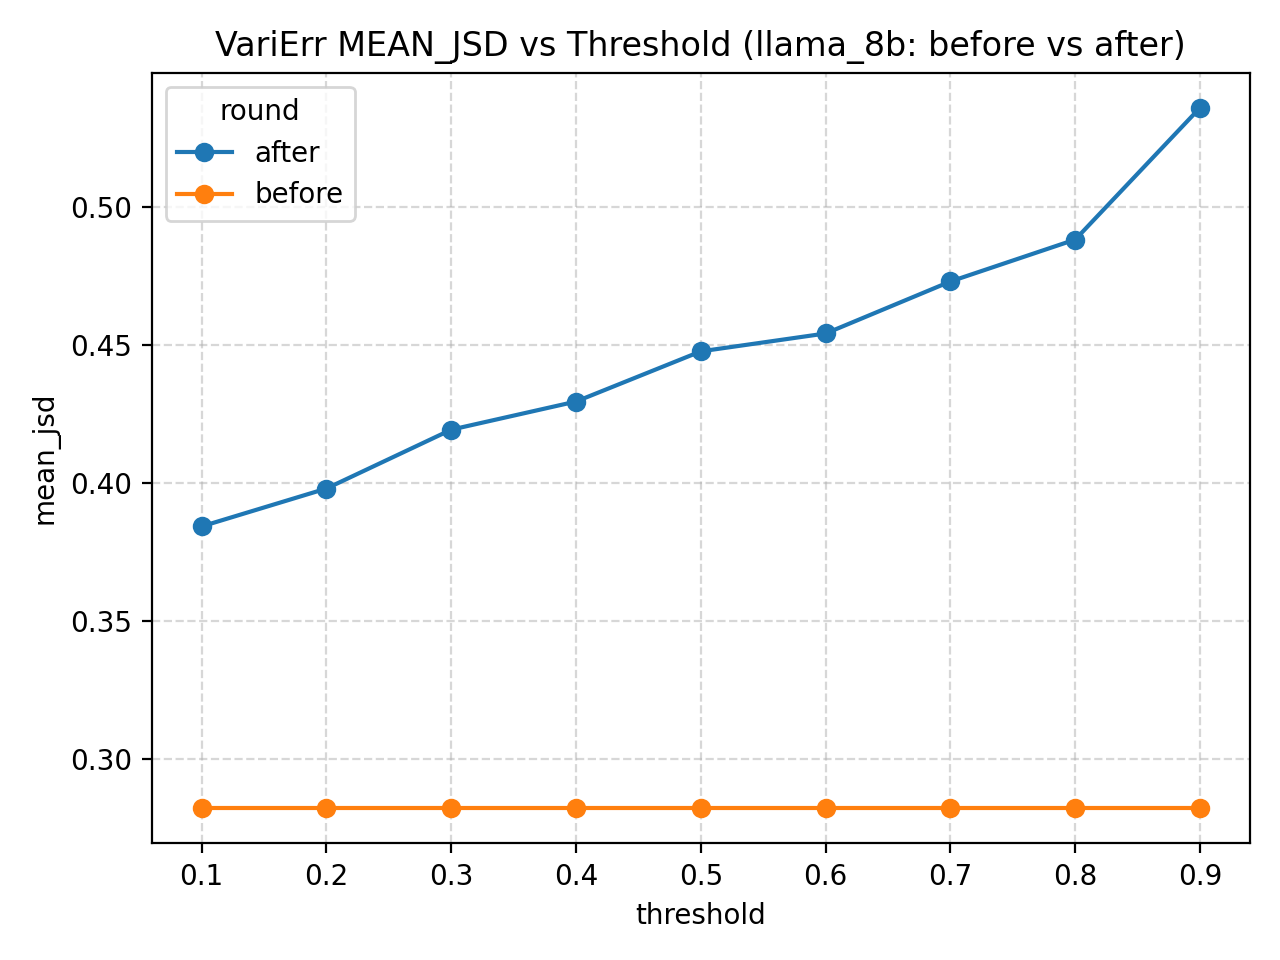 VariErr MEAN_JSD vs Threshold (llama_8b: before vs after)
round
after
before
0.50
0.45
0.40
0.35
0.30
mean_jsd
0.1 0.2 0.3 0.4 0.5 0.6 0.7 0.8 0.9
threshold